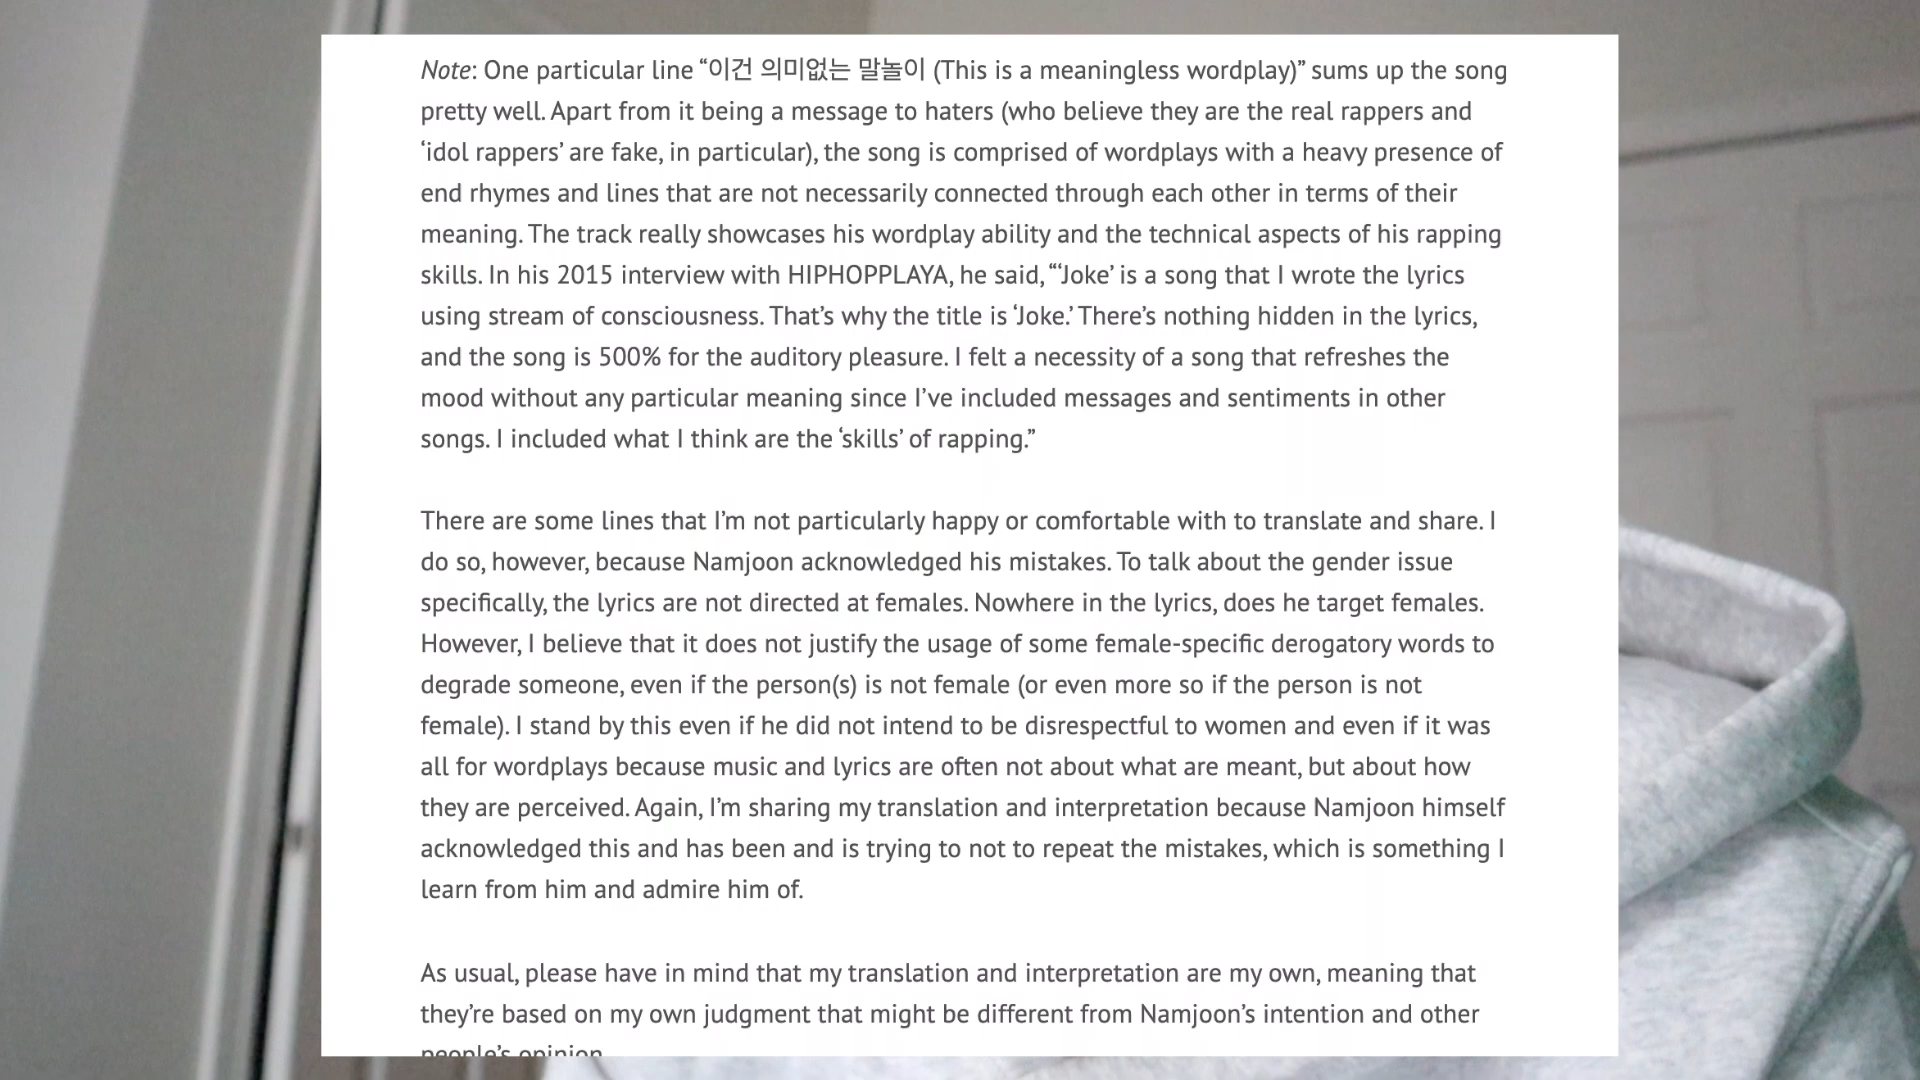 Note: One particular line “이건 의미없는 말놀이 (This is a meaningless wordplay)” sums up the song
pretty well. Apart from it being a message to haters (who believe they are the real rappers and
‘idol rappers’ are fake, in particular), the song is comprised of wordplays with a heavy presence of
end rhymes and lines that are not necessarily connected through each other in terms of their
meaning. The track really showcases his wordplay ability and the technical aspects of his rapping
skills. In his 2015 interview with HIPHOPPLAYA, he said, “‘Joke’ is a song that I wrote the lyrics
using stream of consciousness. That’s why the title is ‘Joke.’ There’s nothing hidden in the lyrics,
and the song is 500% for the auditory pleasure. I felt a necessity of a song that refreshes the
mood without any particular meaning since I’ve included messages and sentiments in other
songs. I included what I think are the ‘skills’ of rapping.”
There are some lines that I’m not particularly happy or comfortable with to translate and share. I
do so, however, because Namjoon acknowledged his mistakes. To talk about the gender issue
specifically, the lyrics are not directed at females. Nowhere in the lyrics, does he target females.
However, I believe that it does not justify the usage of some female-specific derogatory words to
degrade someone, even if the person(s) is not female (or even more so if the person is not
female). I stand by this even if he did not intend to be disrespectful to women and even if it was
all for wordplays because music and lyrics are often not about what are meant, but about how
they are perceived. Again, I’m sharing my translation and interpretation because Namjoon himself
acknowledged this and has been and is trying to not to repeat the mistakes, which is something I
learn from him and admire him of.
As usual, please have in mind that my translation and interpretation are my own, meaning that
they’re based on my own judgment that might be different from Namjoon’s intention and other
people’s opinion